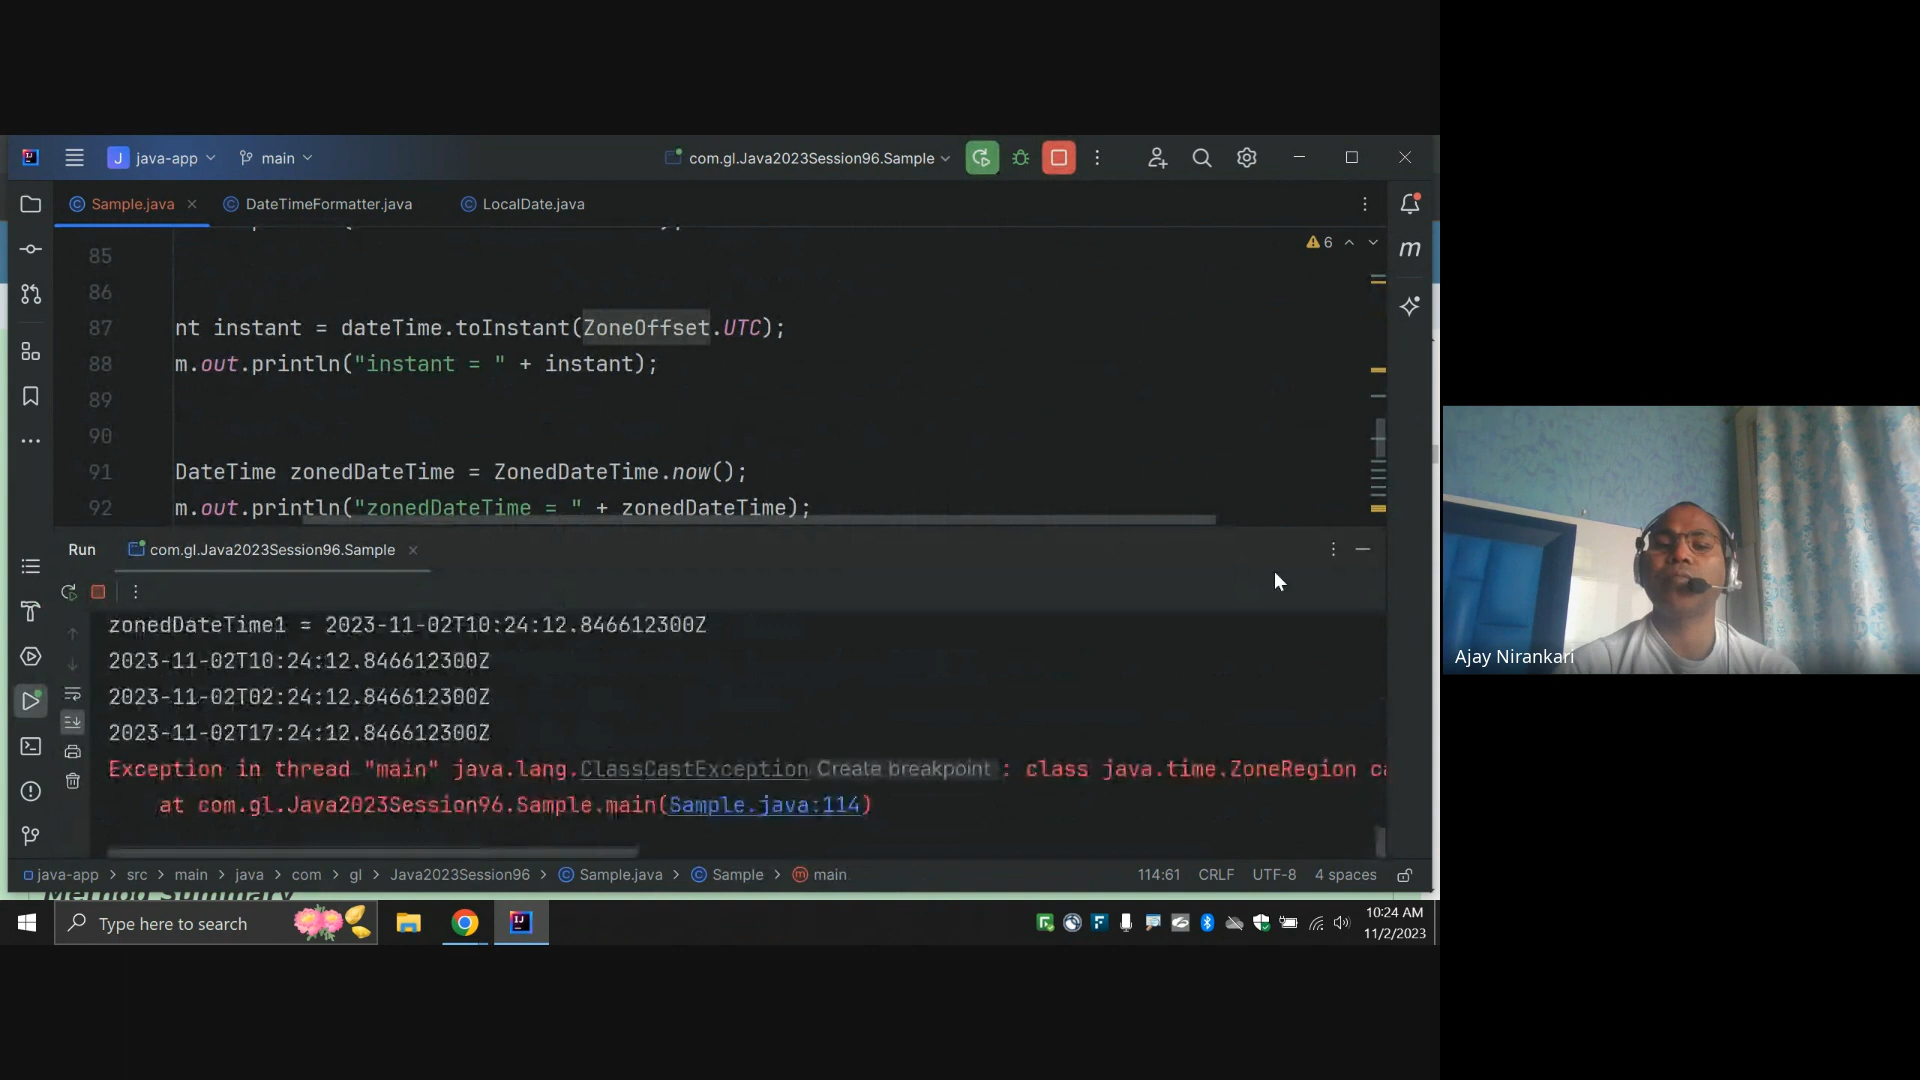 J java-app main com.gl.Java2023Session96.Sample
Sample.java DateTimeFormatter.java LocalDate.java
6
85
86
87 nt instant = dateTime.toInstant(ZoneOffset.UTC);
88 m.out.println("instant = " + instant);
89
90
91 DateTime zonedDateTime = ZonedDateTime.now();
92 m.out.println("zonedDateTime = " + zonedDateTime);
Run com.gl.Java2023Session96.Sample
zonedDateTime1 = 2023-11-02T10:24:12.846612300Z
2023-11-02T10:24:12.846612300Z
2023-11-02T02:24:12.846612300Z
2023-11-02T17:24:12.846612300Z
Exception in thread "main" java.lang.ClassCastException Create breakpoint : class java.time.ZoneRegion ca
at com.gl.Java2023Session96.Sample.main(Sample.java:114)
java-app > src > main > java > com > gl > Java2023Session96 > Sample.java > Sample > main 114:61 CRLF UTF-8 4 spaces
Method Summary
Type here to search
10:24 AM
11/2/2023
Ajay Nirankari